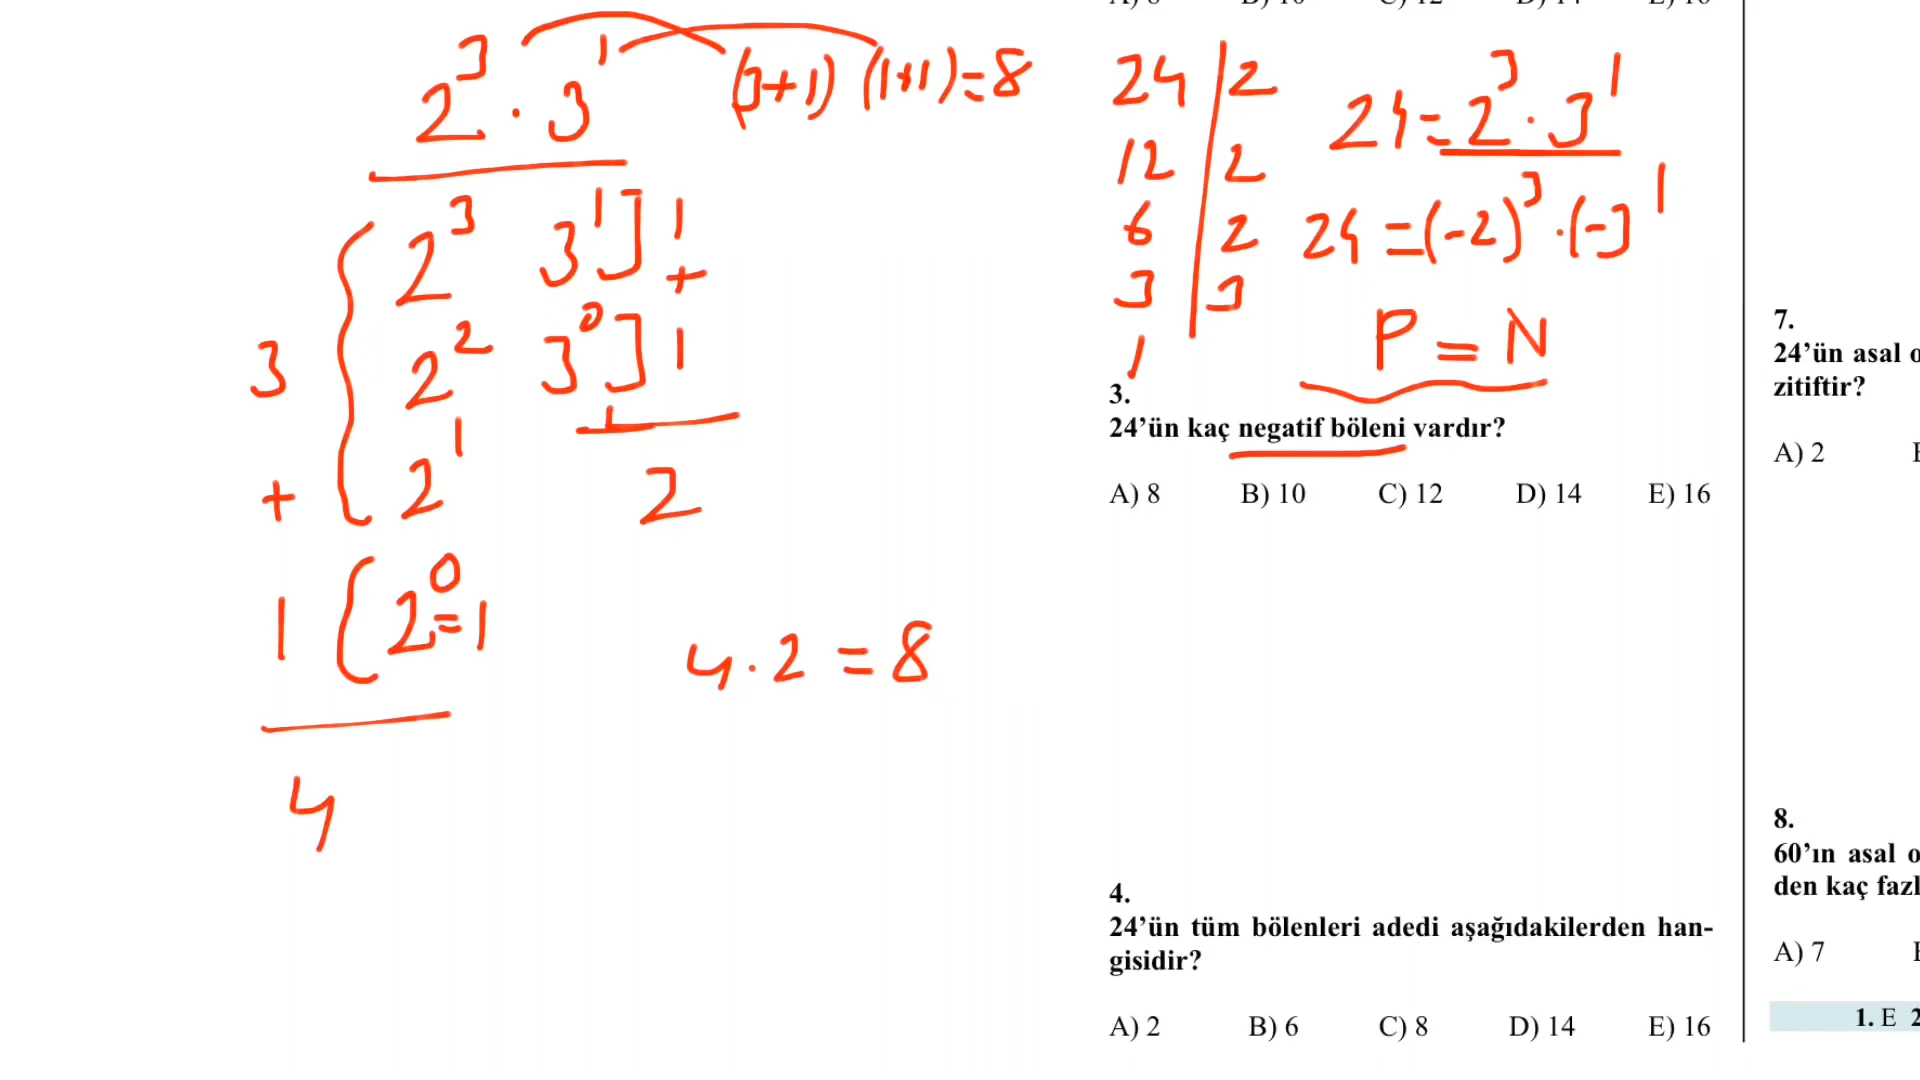 2³ · 3¹ (3+1) (1+1)=8
2³ 3¹] 1
+
3 2² 3⁰] 1
+ 2¹ 2
1 2⁰=1
4 · 2 = 8
4
24 | 2 24=2³ · 3¹
12 | 2
6 | 2 24 =(-2)³ ·(-3¹
3 | 3
1 P = N
3.
24’ün kaç negatif böleni vardır?
A) 8 B) 10 C) 12 D) 14 E) 16
4.
24’ün tüm bölenleri adedi aşağıdakilerden han-
gisidir?
A) 2 B) 6 C) 8 D) 14 E) 16
7.
24’ün asal
zitiftir?
A) 2
8.
60’ın asal
den kaç
A) 7
1. E 2